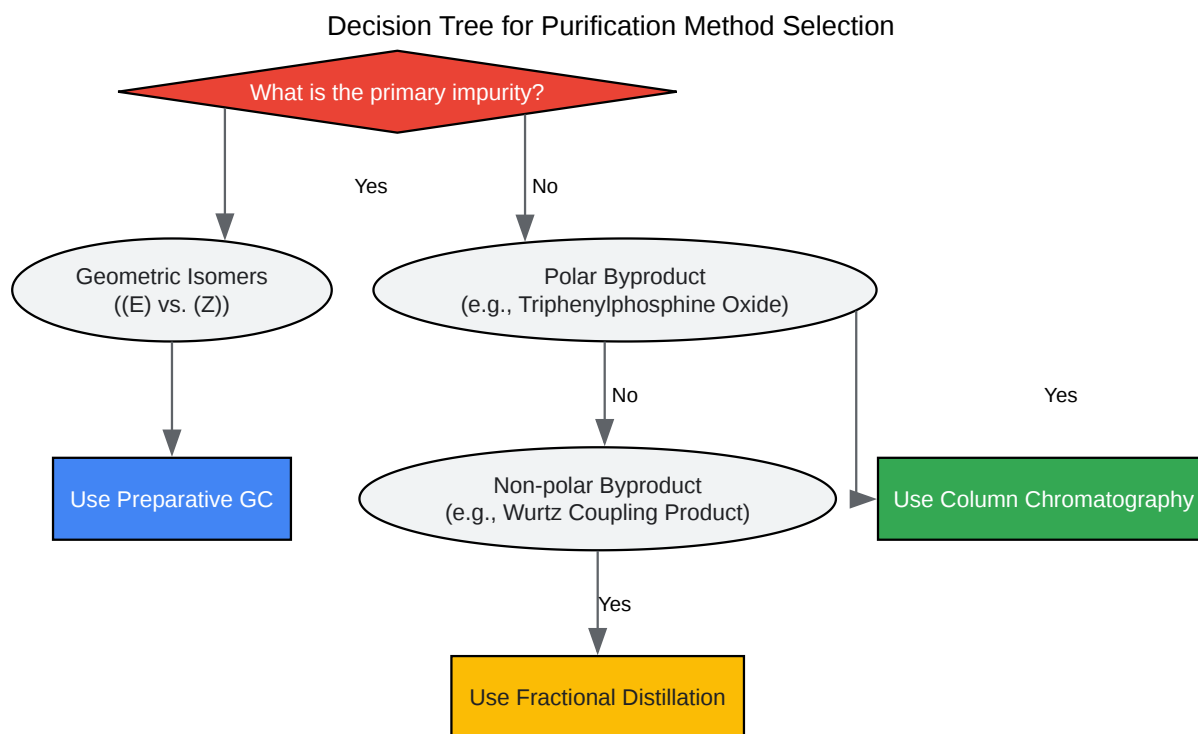 Decision Tree for Purification Method Selection
What is the primary impurity?
Yes
No
Geometric Isomers
((E) vs. (Z))
Polar Byproduct
(e.g., Triphenylphosphine Oxide)
No
Yes
Use Preparative GC
Non-polar Byproduct
(e.g., Wurtz Coupling Product)
Use Column Chromatography
Yes
Use Fractional Distillation